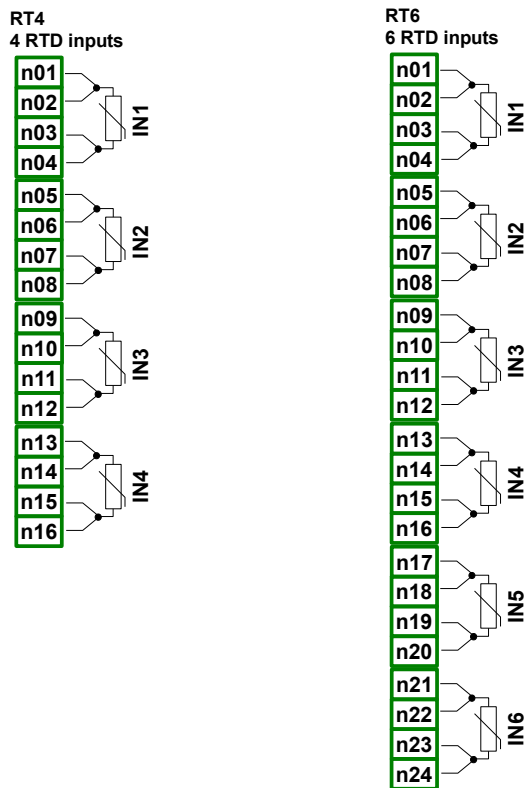 RT4
4 RTD inputs
n01
n02
n03
n04
IN1
n05
n06
n07
n08
IN2
n09
n10
n11
n12
IN3
n13
n14
n15
n16
IN4
RT6
6 RTD inputs
n01
n02
n03
n04
IN1
n05
n06
n07
n08
IN2
n09
n10
n11
n12
IN3
n13
n14
n15
n16
IN4
n17
n18
n19
n20
IN5
n21
n22
n23
n24
IN6